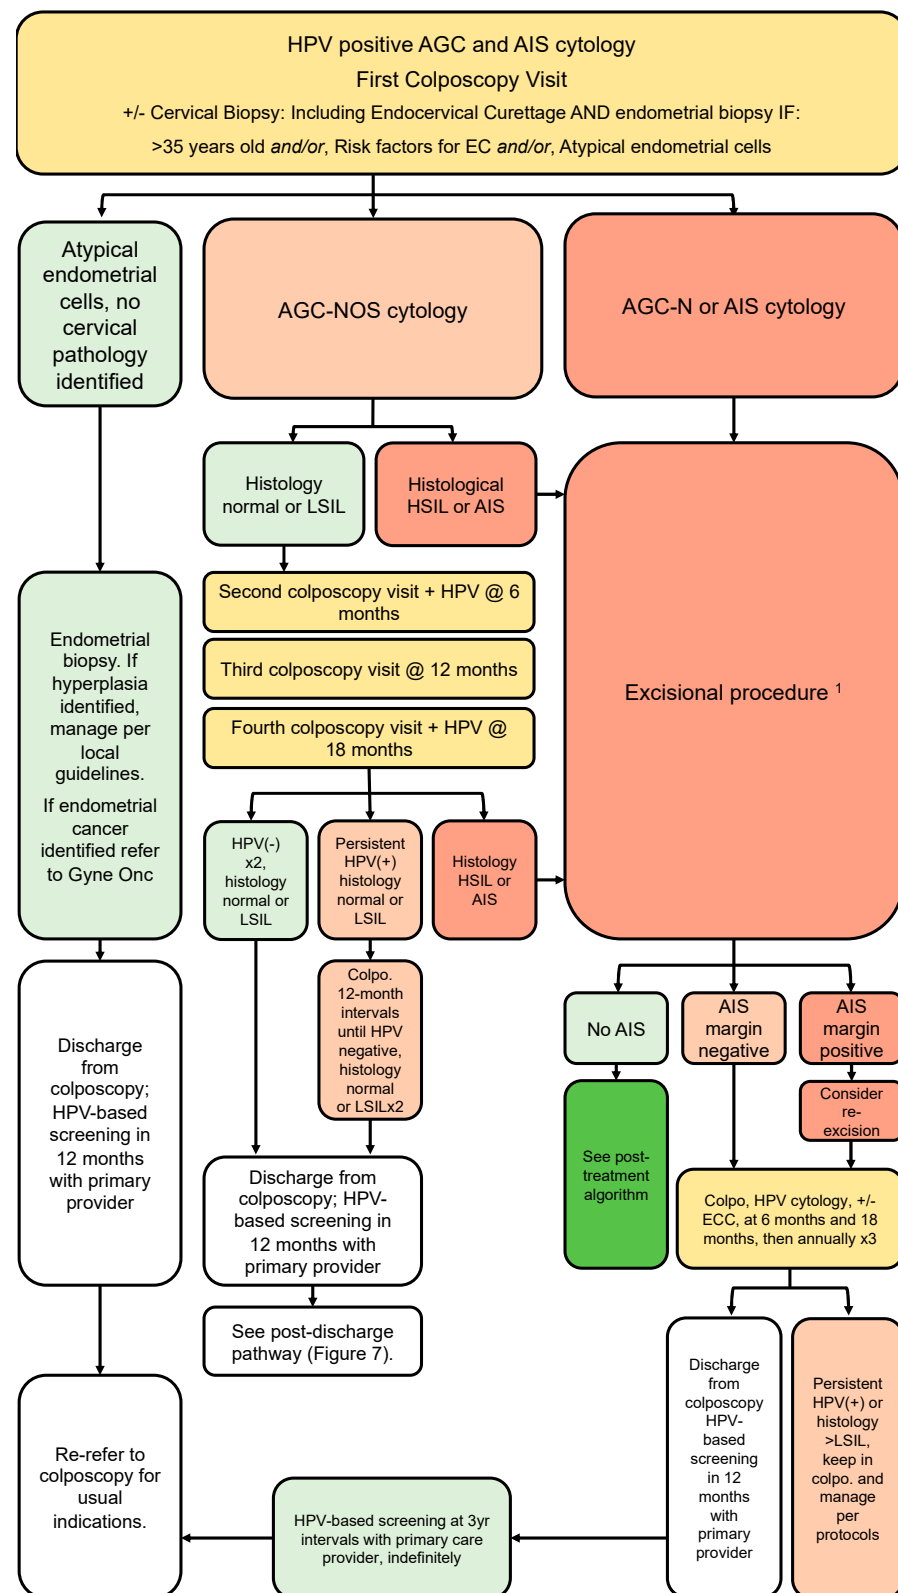 HPV positive AGC and AIS cytology
First Colposcopy Visit
+/- Cervical Biopsy: Including Endocervical Curettage AND endometrial biopsy IF:
>35 years old and/or, Risk factors for EC and/or, Atypical endometrial cells
Atypical
endometrial
cells, no
cervical
pathology
identified
AGC-NOS cytology
AGC-N or AIS cytology
Histology
normal or LSIL
Histological
HSIL or AIS
Second colposcopy visit + HPV @ 6
months
Third colposcopy visit @ 12 months
Fourth colposcopy visit + HPV @
18 months
Excisional procedure 1
Endometrial
biopsy. If
hyperplasia
identified,
manage per
local
guidelines.
If endometrial
cancer
identified refer
to Gyne Onc
HPV(-)
x2,
histology
normal or
LSIL
Persistent
HPV(+)
histology
normal or
LSIL
Histology
HSIL or
AIS
Colpo.
12-month
intervals
until HPV
negative,
histology
normal
or LSILx2
No AIS
AIS
margin
negative
AIS
margin
positive
Consider
re-
excision
See post-
treatment
algorithm
Colpo, HPV cytology, +/-
ECC, at 6 months and 18
months, then annually x3
Discharge
from
colposcopy;
HPV-based
screening in
12 months
with primary
provider
Discharge from
colposcopy; HPV-
based screening in
12 months with
primary provider
See post-discharge
pathway (Figure 7).
Discharge
from
colposcopy
HPV-
based
screening
in 12
months
with
primary
provider
Persistent
HPV(+) or
histology
>LSIL,
keep in
colpo. and
manage
per
protocols
Re-refer to
colposcopy for
usual
indications.
HPV-based screening at 3yr
intervals with primary care
provider, indefinitely